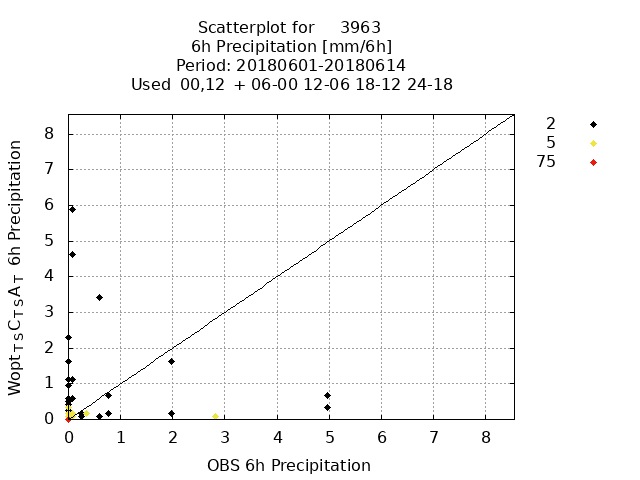 Scatterplot for 3963
6h Precipitation [mm/6h]
Period: 20180601-20180614
Used 00,12 + 06-00 12-06 18-12 24-18
2
5
75
8
7
6
5
4
3
2
1
0
Wopt T S C T S A T 6h Precipitation
0 1 2 3 4 5 6 7 8
OBS 6h Precipitation